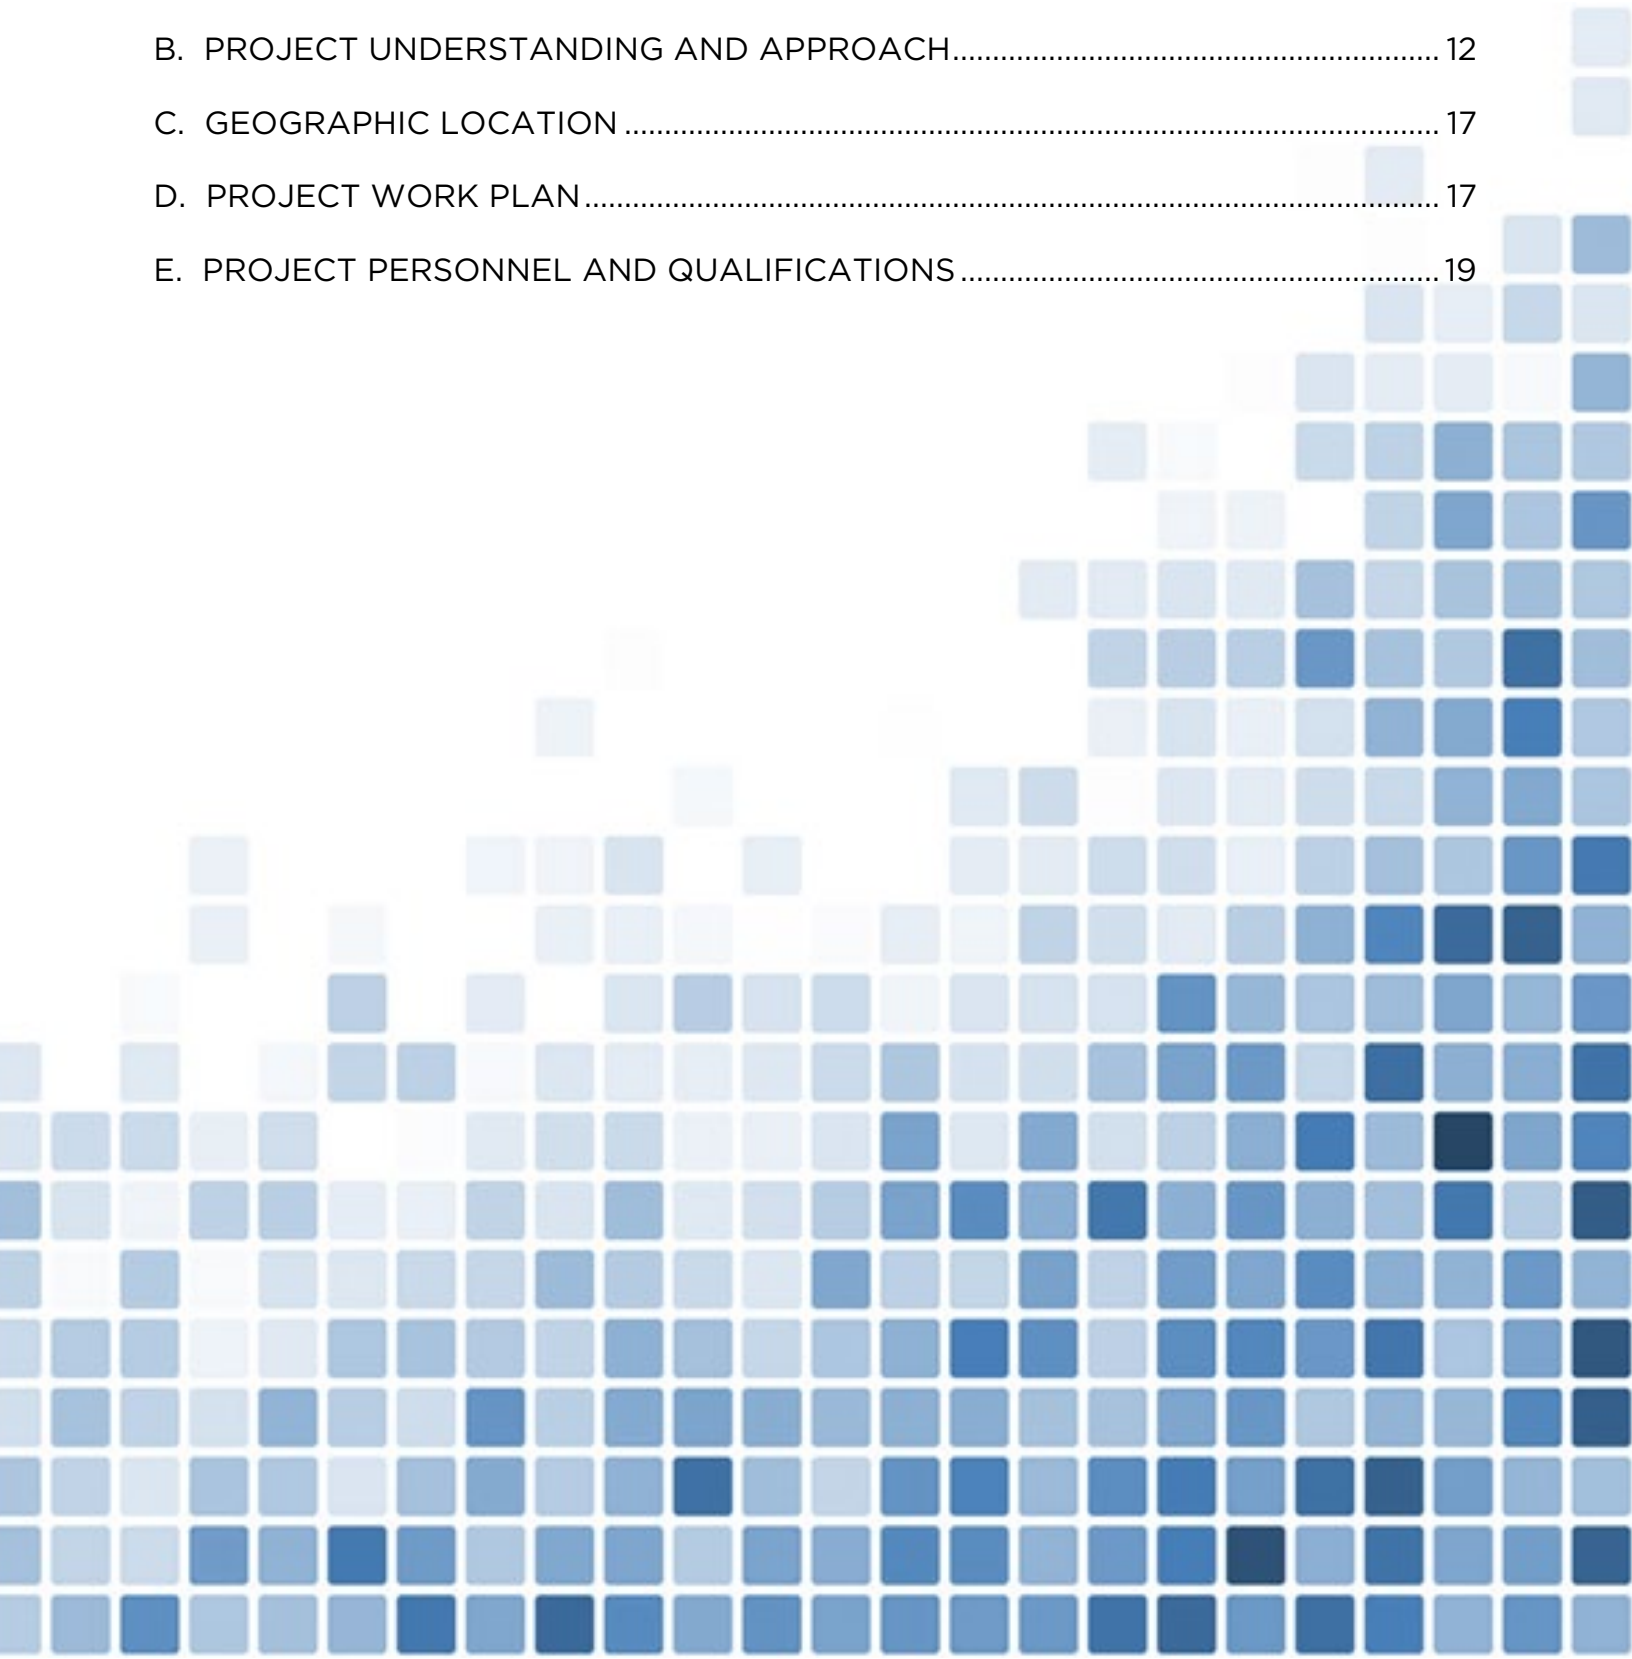 B. PROJECT UNDERSTANDING AND APPROACH............................................................. 12
C. GEOGRAPHIC LOCATION ...................................................................................................... 17
D. PROJECT WORK PLAN........................................................................................................... 17
E. PROJECT PERSONNEL AND QUALIFICATIONS ............................................................ 19